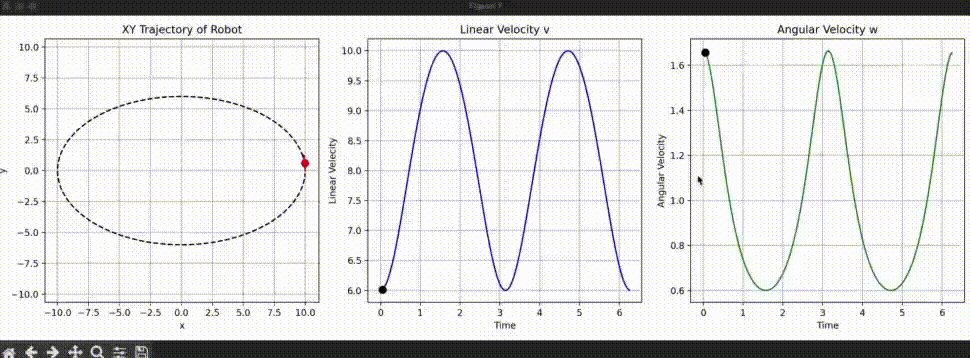 Figure 1
XY Trajectory of Robot
10.0
7.5
5.0
2.5
0.0
−2.5
−5.0
−7.5
−10.0
y
−10.0 −7.5 −5.0 −2.5 0.0 2.5 5.0 7.5 10.0
x
Linear Velocity v
10.0
9.5
9.0
8.5
8.0
7.5
7.0
6.5
6.0
Linear Velecity
0 1 2 3 4 5 6
Time
Angular Velocity w
1.6
1.4
1.2
1.0
0.8
0.6
Angular Velocity
0 1 2 3 4 5 6
Time